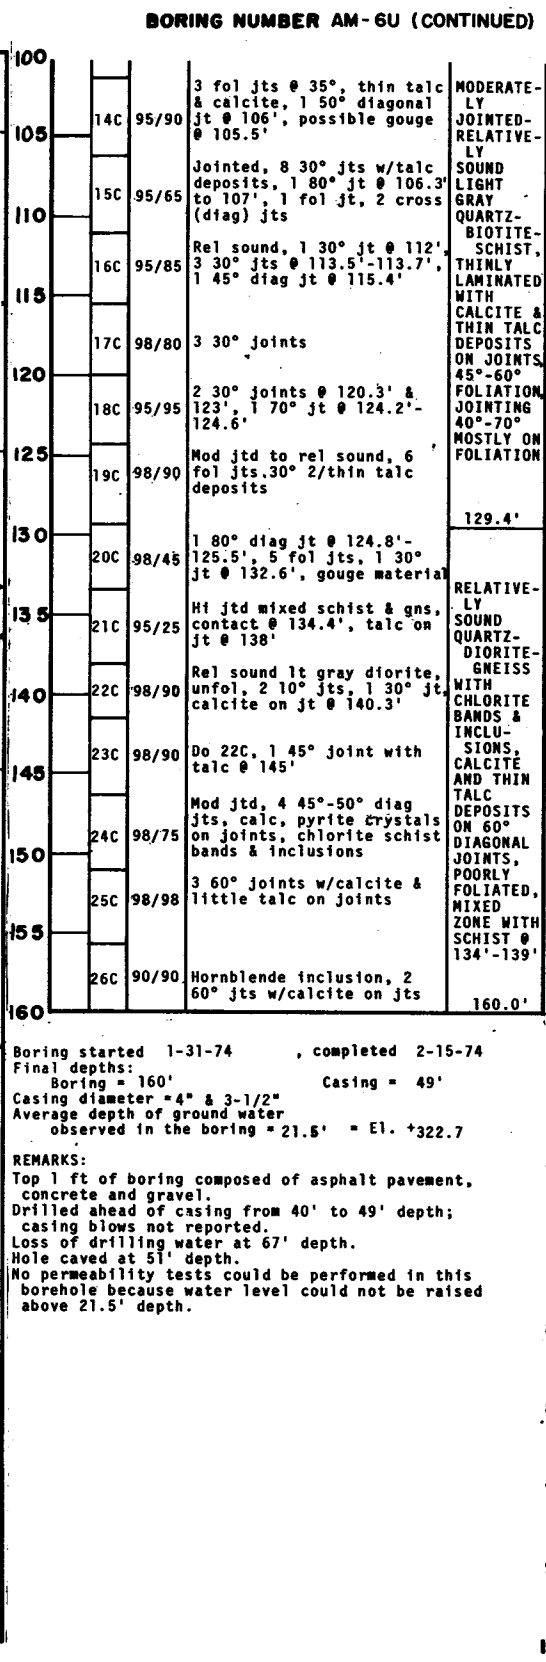 BORING NUMBER AM-6U (CONTINUED)
100
105
110
115
120
125
130
135
140
145
150
155
160
14C 95/90
3 fol jts @ 35°, thin talc
& calcite, 1 50° diagonal
jt @ 106', possible gouge
@ 105.5'
15C 95/65
Jointed, 8 30° jts w/talc
deposits, 1 80° jt @ 106.3'
to 107', 1 fol jt, 2 cross
(diag) jts
16C 95/85
Rel sound, 1 30° jt @ 112',
3 30° jts @ 113.5'-113.7',
1 45° diag jt @ 115.4'
17C 98/80 3 30° joints
18C 95/95
2 30° joints @ 120.3' &
123', 1 70° jt @ 124.2'-
124.6'
19C 98/90
Mod jtd to rel sound, 6
fol jts.30° 2/thin talc
deposits
20C 98/45
1 80° diag jt @ 124.8'-
125.5', 5 fol jts, 1 30°
jt @ 132.6', gouge material
21C 95/25
Hi jtd mixed schist & gns,
contact @ 134.4', talc on
jt @ 138'
22C 98/90
Rel sound lt gray diorite,
unfol, 2 10° jts, 1 30° jt,
calcite on jt @ 140.3'
23C 98/90
Do 22C, 1 45° joint with
talc @ 145'
24C 98/75
Mod jtd, 4 45°-50° diag
jts, calc, pyrite crystals
on joints, chlorite schist
bands & inclusions
25C 98/98
3 60° joints w/calcite &
little talc on joints
26C 90/90
Hornblende inclusion, 2
60° jts w/calcite on jts
MODERATE-
LY
JOINTED-
RELATIVE-
LY
SOUND
LIGHT
GRAY
QUARTZ-
BIOTITE-
SCHIST,
THINLY
LAMINATED
WITH
CALCITE &
THIN TALC
DEPOSITS
ON JOINTS,
45°-60°
FOLIATION,
JOINTING
40°-70°
MOSTLY ON
FOLIATION
129.4'
RELATIVE-
LY
SOUND
QUARTZ-
DIORITE-
GNEISS
WITH
CHLORITE
BANDS &
INCLU-
SIONS,
CALCITE
AND THIN
TALC
DEPOSITS
ON 60°
DIAGONAL
JOINTS,
POORLY
FOLIATED,
MIXED
ZONE WITH
SCHIST @
134'-139'
160.0'
Boring started 1-31-74 , completed 2-15-74
Final depths:
Boring = 160' Casing = 49'
Casing diameter =4" & 3-1/2"
Average depth of ground water
observed in the boring = 21.5' = El. +322.7
REMARKS:
Top 1 ft of boring composed of asphalt pavement,
concrete and gravel.
Drilled ahead of casing from 40' to 49' depth;
casing blows not reported.
Loss of drilling water at 67' depth.
Hole caved at 51' depth.
No permeability tests could be performed in this
borehole because water level could not be raised
above 21.5' depth.